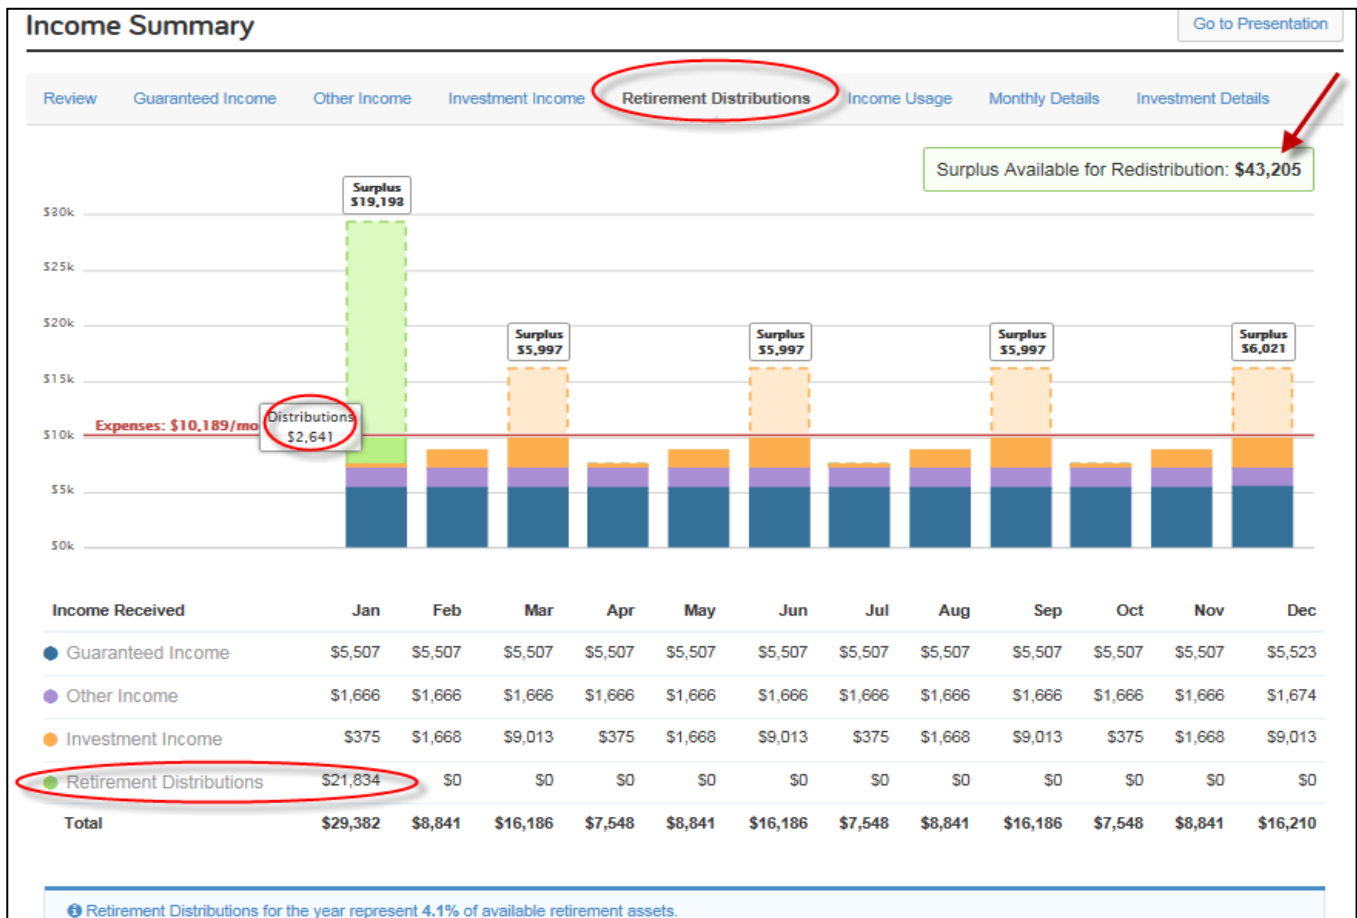 Income Summary
Go to Presentation
Review Guaranteed Income Other Income Investment Income Retirement Distributions Income Usage Monthly Details Investment Details
Surplus Available for Redistribution: $43,205
Surplus
$19,193
$30k
$25k
$20k
Surplus
$5,997
Surplus
$5,997
Surplus
$5,997
Surplus
$6,021
$15k
Expenses: $10,189/mo
Distributions
$2,641
$10k
$5k
$0k
Income Received Jan Feb Mar Apr May Jun Jul Aug Sep Oct Nov Dec
Guaranteed Income $5,507 $5,507 $5,507 $5,507 $5,507 $5,507 $5,507 $5,507 $5,507 $5,507 $5,507 $5,523
Other Income $1,666 $1,666 $1,666 $1,666 $1,666 $1,666 $1,666 $1,666 $1,666 $1,666 $1,666 $1,674
Investment Income $375 $1,668 $9,013 $375 $1,668 $9,013 $375 $1,668 $9,013 $375 $1,668 $9,013
Retirement Distributions $21,834 $0 $0 $0 $0 $0 $0 $0 $0 $0 $0 $0
Total $29,382 $8,841 $16,186 $7,548 $8,841 $16,186 $7,548 $8,841 $16,186 $7,548 $8,841 $16,210
Retirement Distributions for the year represent 4.1% of available retirement assets.